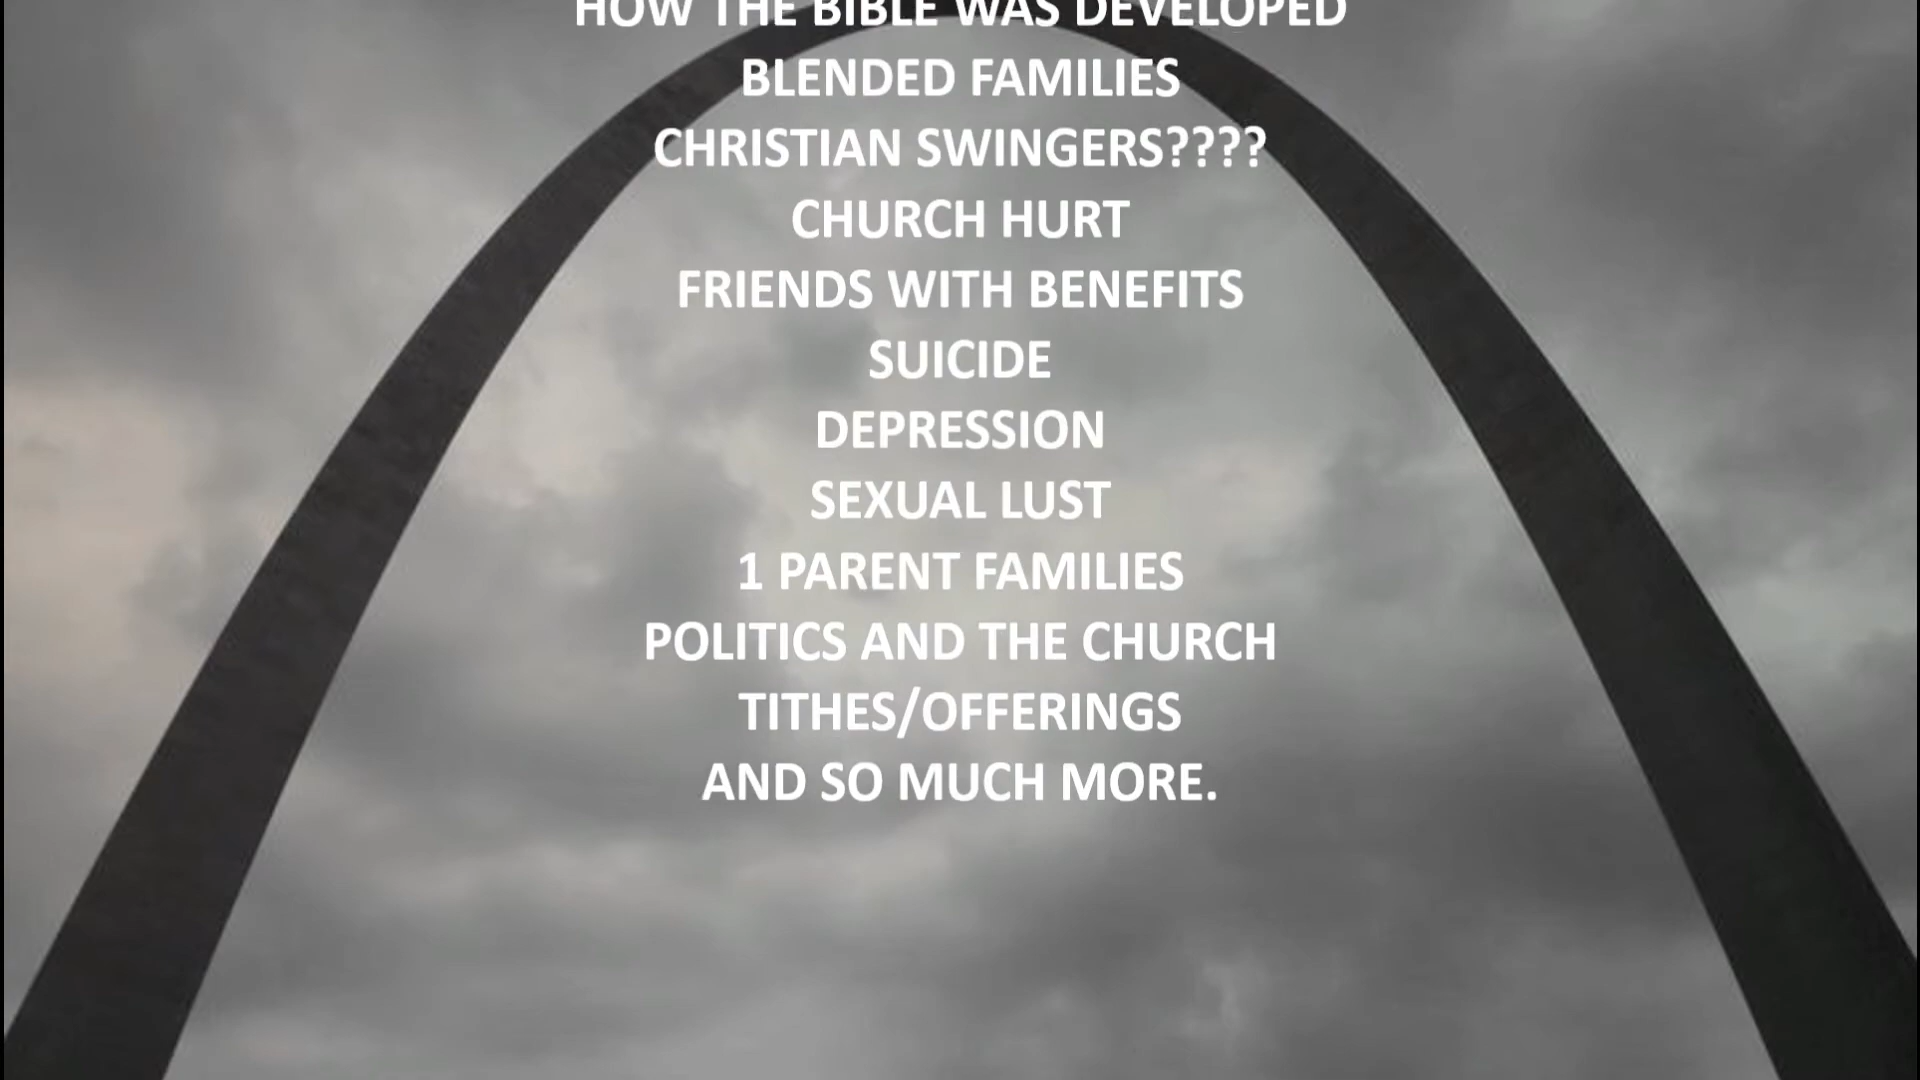 HOW THE BIBLE WAS DEVELOPED
BLENDED FAMILIES
CHRISTIAN SWINGERS????
CHURCH HURT
FRIENDS WITH BENEFITS
SUICIDE
DEPRESSION
SEXUAL LUST
1 PARENT FAMILIES
POLITICS AND THE CHURCH
TITHES/OFFERINGS
AND SO MUCH MORE.